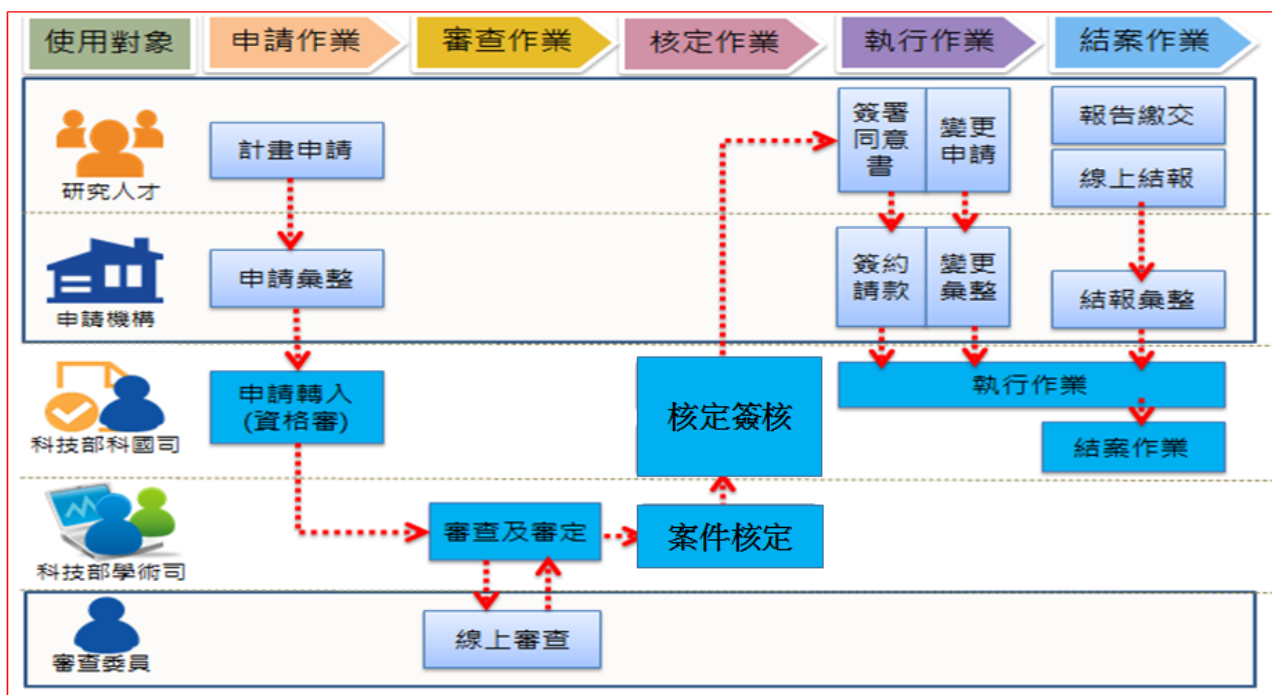 使用對象
申請作業
審查作業
核定作業
執行作業
結案作業
研究人才
計畫申請
簽署
同意
書
變更
申請
報告繳交
線上結報
申請機構
申請彙整
簽約
請款
變更
彙整
結報彙整
科技部科國司
申請轉入
(資格審)
核定簽核
執行作業
結案作業
科技部學術司
審查及審定
案件核定
審查委員
線上審查